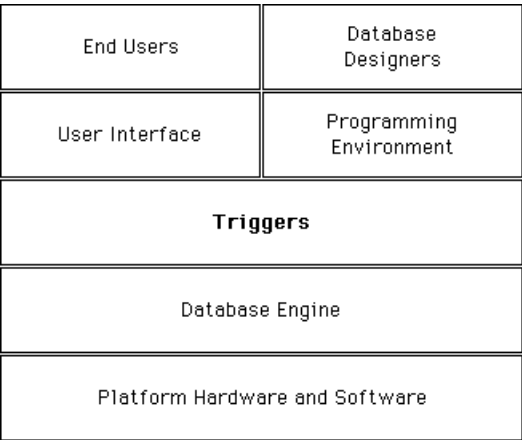 End Users
Database
Designers
User Interface
Programming
Environment
Triggers
Database Engine
Platform Hardware and Software